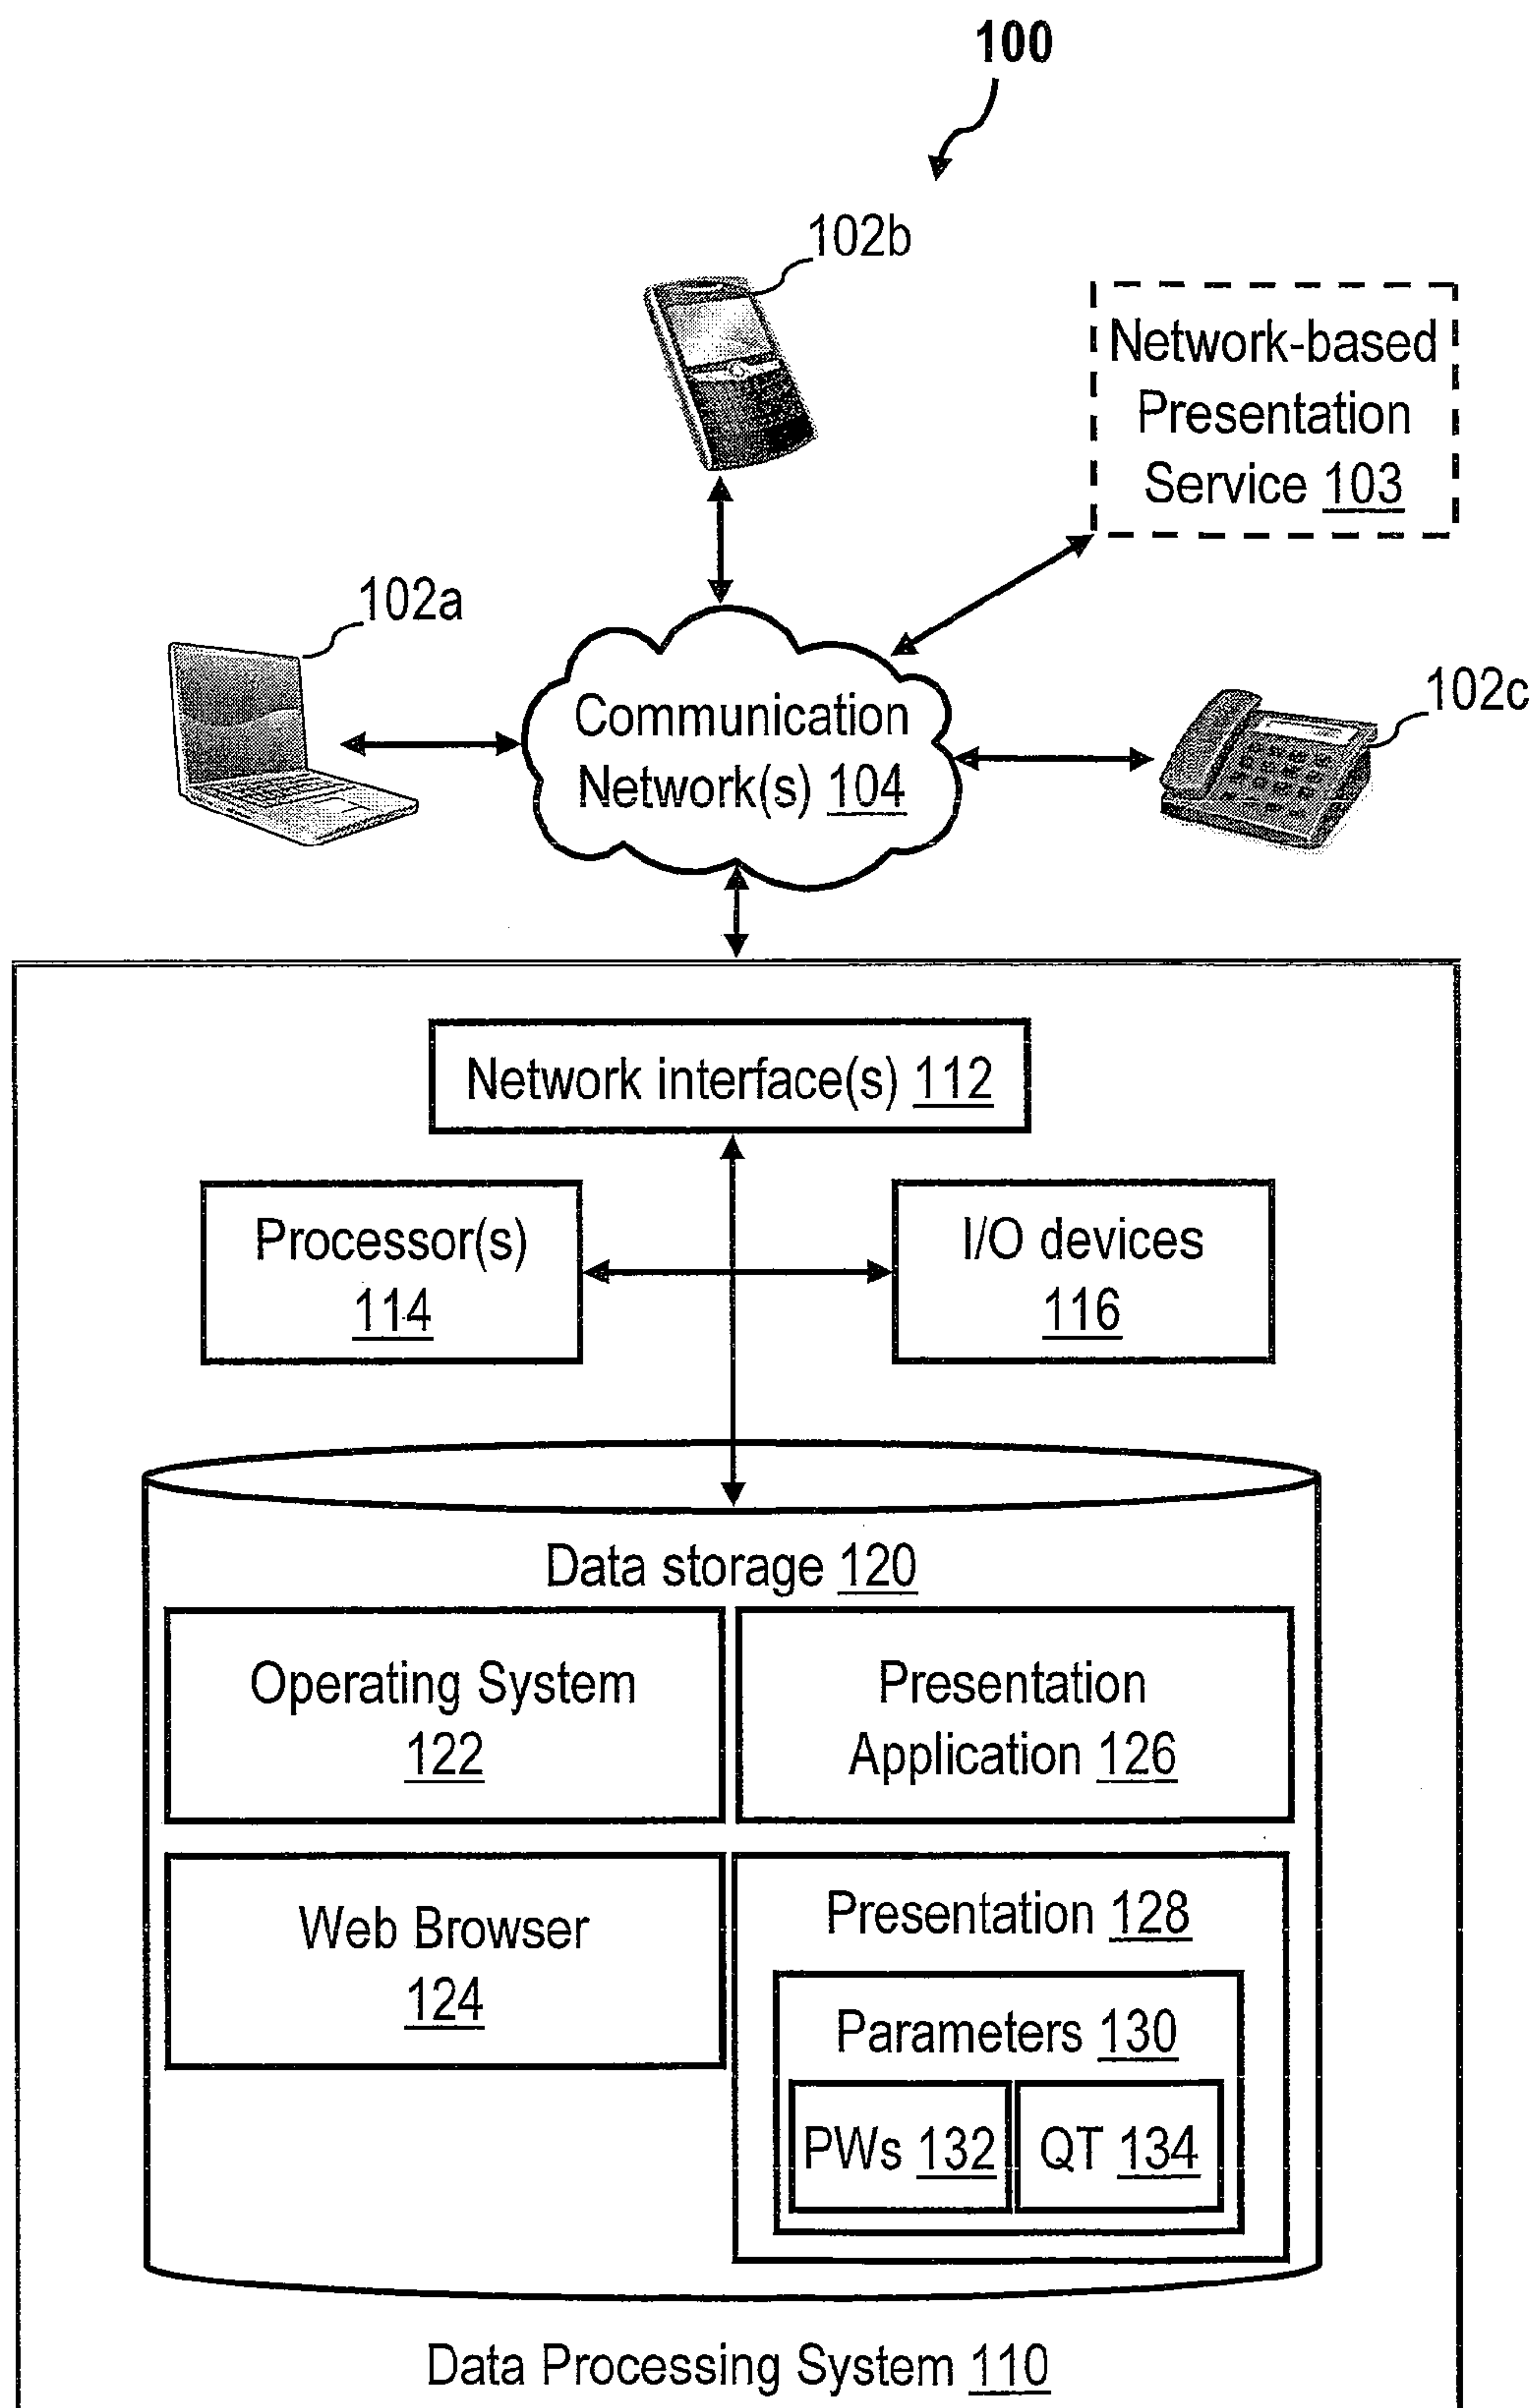 100
102b
Network-based
Presentation
Service 103
102a
Communication
Network(s) 104
102c
Network interface(s) 112
Processor(s)
114
I/O devices
116
Data storage 120
Operating System
122
Presentation
Application 126
Web Browser
124
Presentation 128
Parameters 130
PWs 132
QT 134
Data Processing System 110